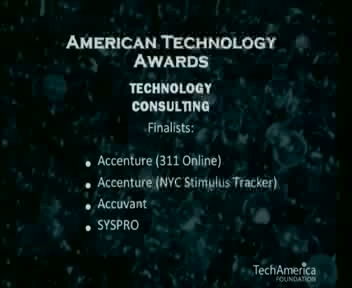 AMERICAN TECHNOLOGY
AWARDS
TECHNOLOGY
CONSULTING
Finalists:
• Accenture (311 Online)
• Accenture (NYC Stimulus Tracker)
• Accuvant
• SYSPRO
TechAmerica
FOUNDATION